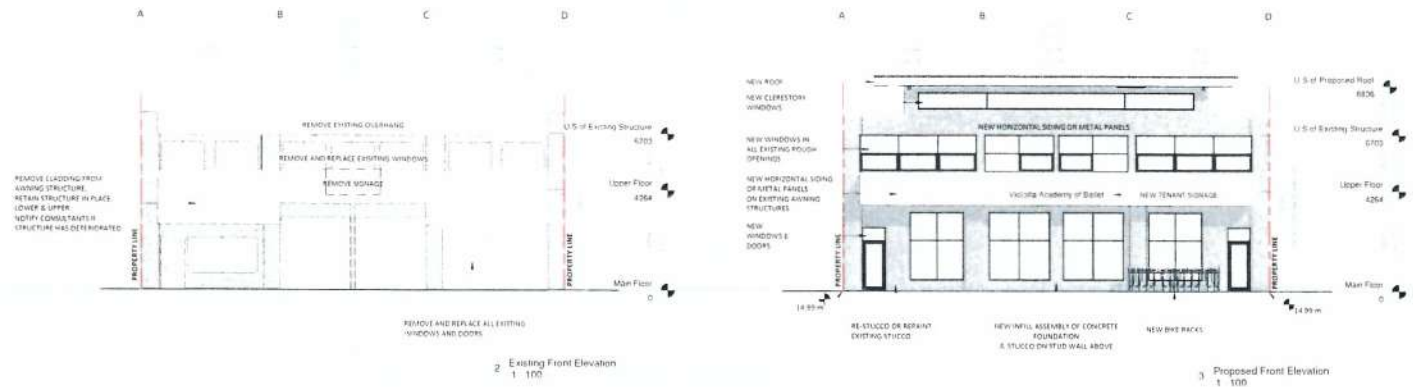 A B C D
REMOVE EXISTING OVERHANG
U.S of Existing Structure
6703
REMOVE AND REPLACE EXISTING WINDOWS
REMOVE SIGNAGE
REMOVE CLADDING FROM
AWNING STRUCTURE.
RETAIN STRUCTURE IN PLACE
LOWER & UPPER
NOTIFY CONSULTANTS IF
STRUCTURE HAS DETERIORATED
Upper Floor
4264
PROPERTY LINE
PROPERTY LINE
Main Floor
0
REMOVE AND REPLACE ALL EXISTING
WINDOWS AND DOORS
2 Existing Front Elevation
1 100
A B C D
NEW ROOF
U.S of Proposed Roof
NEW CLERESTORY
WINDOWS
NEW HORIZONTAL SIDING OR METAL PANELS
U.S of Existing Structure
6703
NEW WINDOWS IN
ALL EXISTING ROUGH
OPENINGS
NEW HORIZONTAL SIDING
OF METAL PANELS
ON EXISTING AWNING
STRUCTURES
Victoria Academy of Ballet
NEW TENANT SIGNAGE
Upper Floor
4264
NEW
WINDOWS &
DOORS
PROPERTY LINE
PROPERTY LINE
Main Floor
0
14.99 m
14.99 m
RE-STUCCO OR REPAINT
EXISTING STUCCO
NEW INFILL ASSEMBLY OF CONCRETE
FOUNDATION
& STUCCO ON STUD WALL ABOVE
NEW BIKE RACKS
3 Proposed Front Elevation
1 100